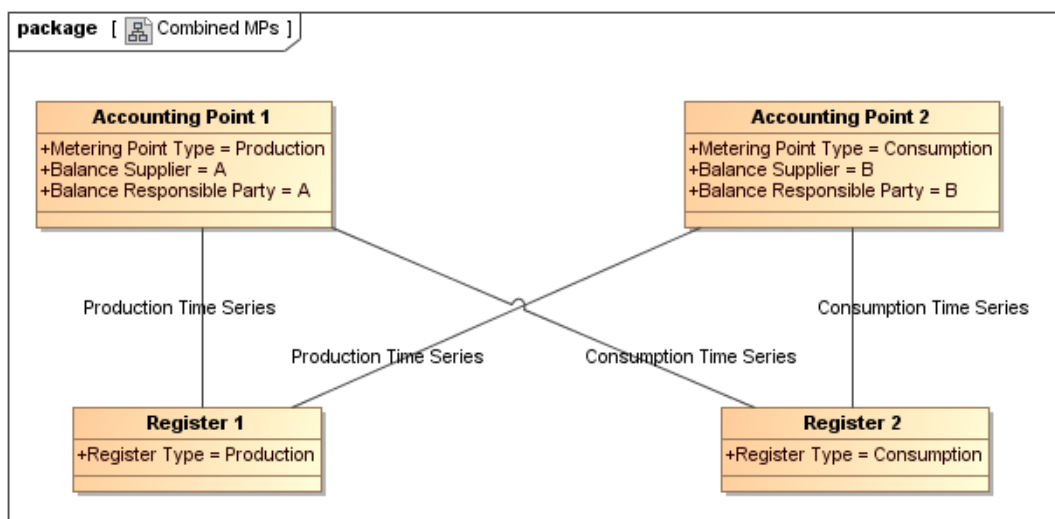 package [ Combined MPs ]
Accounting Point 1
+Metering Point Type = Production
+Balance Supplier = A
+Balance Responsible Party = A
Accounting Point 2
+Metering Point Type = Consumption
+Balance Supplier = B
+Balance Responsible Party = B
Production Time Series
Consumption Time Series
Production Time Series
Consumption Time Series
Register 1
+Register Type = Production
Register 2
+Register Type = Consumption